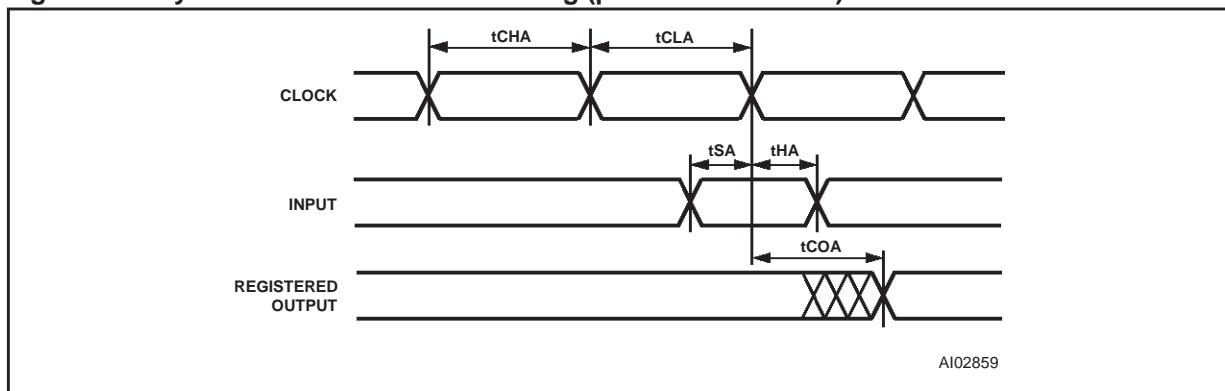 tCHA
tCLA
CLOCK
tSA
tHA
INPUT
tCOA
REGISTERED
OUTPUT
AI02859